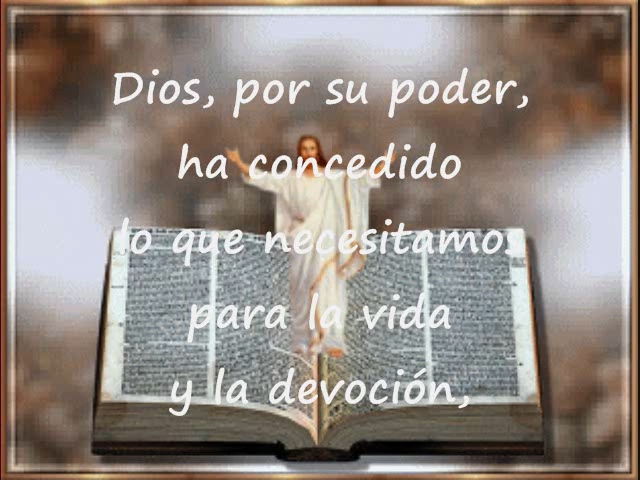 Dios, por su poder,
ha concedido
lo que necesitamos
para la vida
y la devoción,